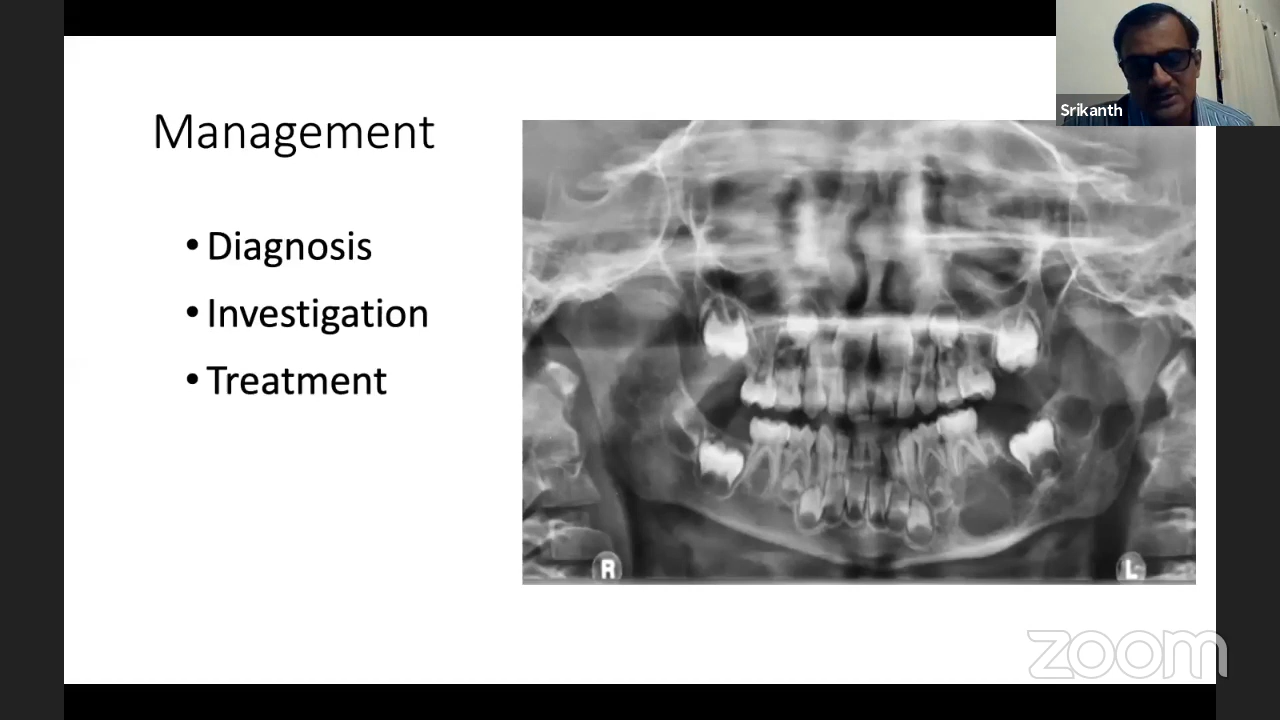 Srikanth
Management
• Diagnosis
• Investigation
• Treatment
R
L
zoom